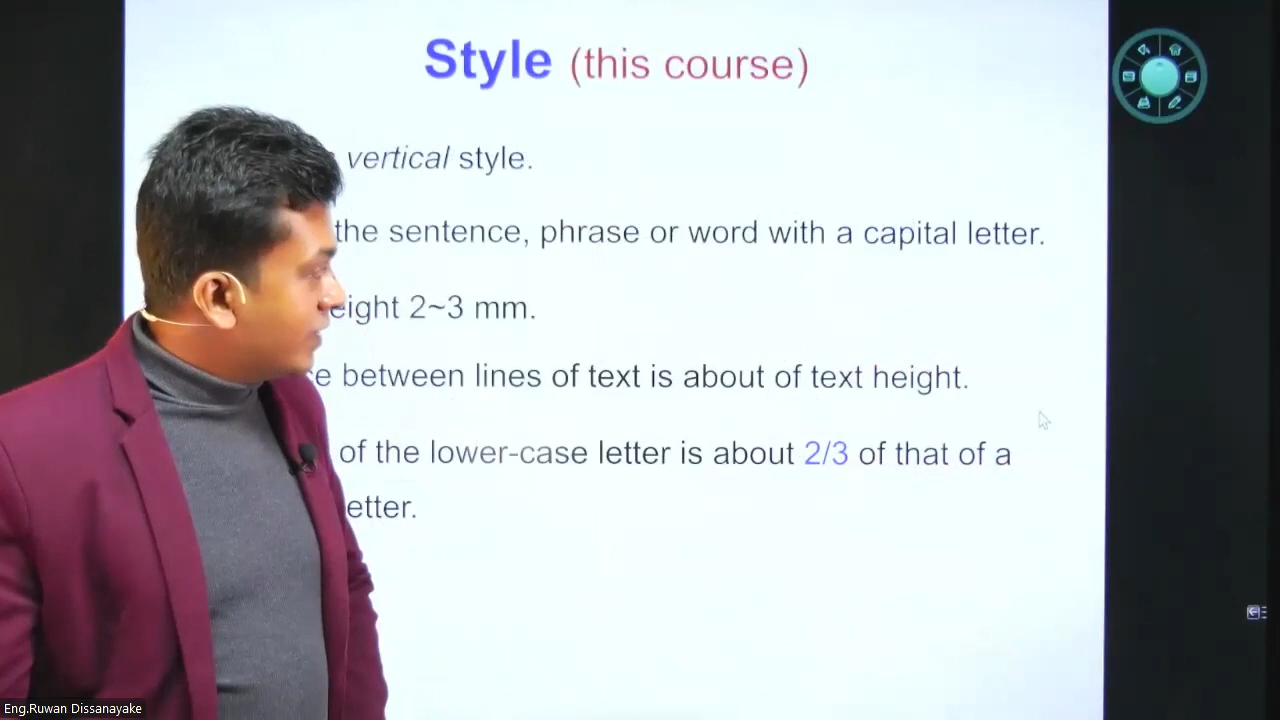 Style (this course)
vertical style.
the sentence, phrase or word with a capital letter.
eight 2~3 mm.
e between lines of text is about of text height.
of the lower-case letter is about 2/3 of that of a
etter.
Eng.Ruwan Dissanayake